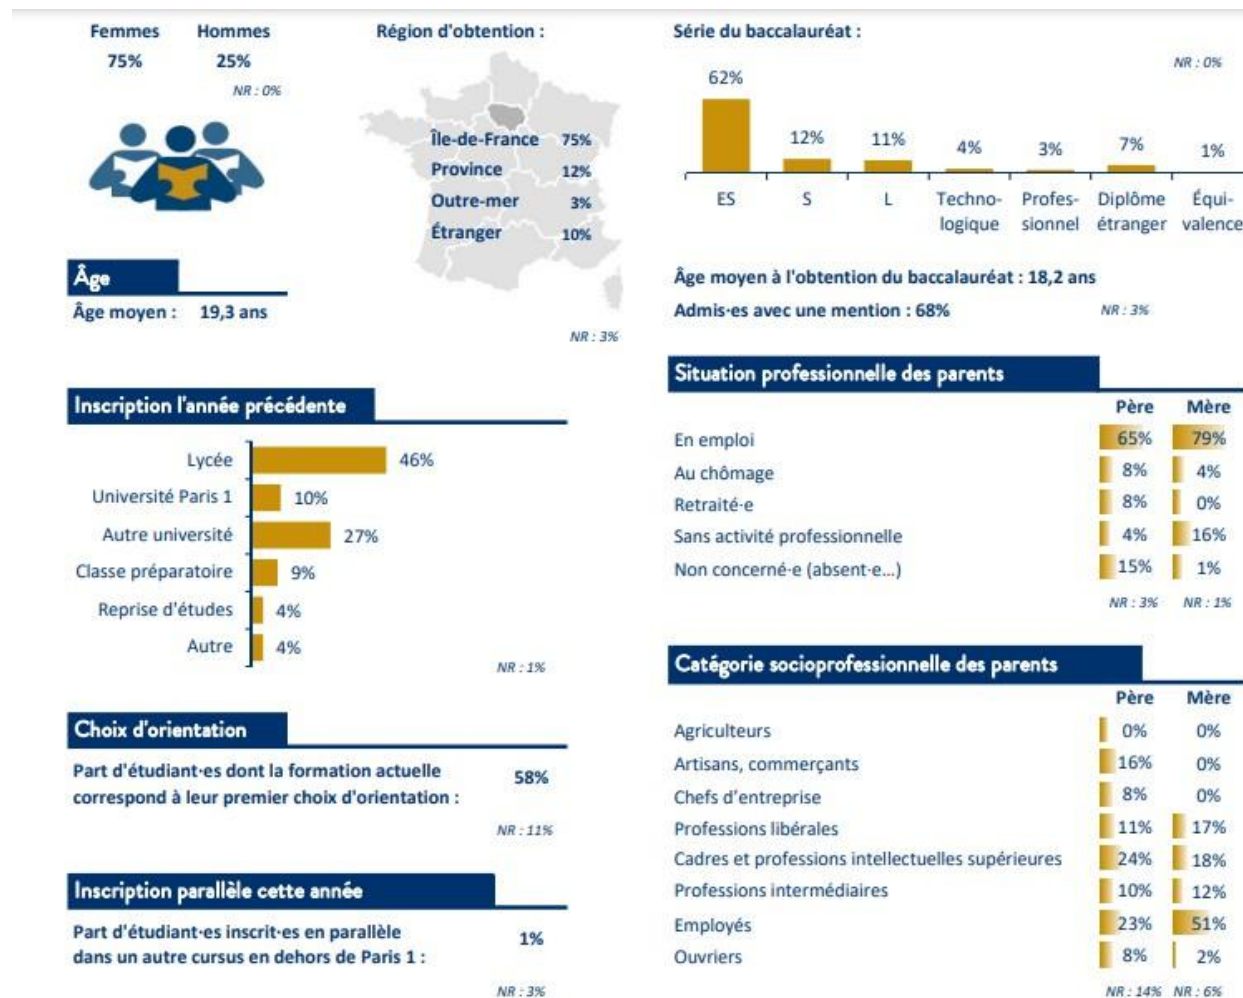 Femmes Hommes
75% 25%
NR : 0%
Âge
Âge moyen : 19,3 ans
Région d'obtention :
Île-de-France 75%
Province 12%
Outre-mer 3%
Étranger 10%
NR : 3%
Série du baccalauréat :
NR : 0%
62% 12% 11% 4% 3% 7% 1%
ES S L Techno- Profes- Diplôme Équi-
logique sionnel étranger valence
Âge moyen à l'obtention du baccalauréat : 18,2 ans
Admis·es avec une mention : 68% NR : 3%
Inscription l'année précédente
Lycée 46%
Université Paris 1 10%
Autre université 27%
Classe préparatoire 9%
Reprise d'études 4%
Autre 4%
NR : 1%
Choix d'orientation
Part d'étudiant·es dont la formation actuelle
correspond à leur premier choix d'orientation : 58%
NR : 11%
Inscription parallèle cette année
Part d'étudiant·es inscrit·es en parallèle
dans un autre cursus en dehors de Paris 1 : 1%
NR : 3%
Situation professionnelle des parents
Père Mère
En emploi 65% 79%
Au chômage 8% 4%
Retraité·e 8% 0%
Sans activité professionnelle 4% 16%
Non concerné·e (absent·e...) 15% 1%
NR : 3% NR : 1%
Catégorie socioprofessionnelle des parents
Père Mère
Agriculteurs 0% 0%
Artisans, commerçants 16% 0%
Chefs d'entreprise 8% 0%
Professions libérales 11% 17%
Cadres et professions intellectuelles supérieures 24% 18%
Professions intermédiaires 10% 12%
Employés 23% 51%
Ouvriers 8% 2%
NR : 14% NR : 6%